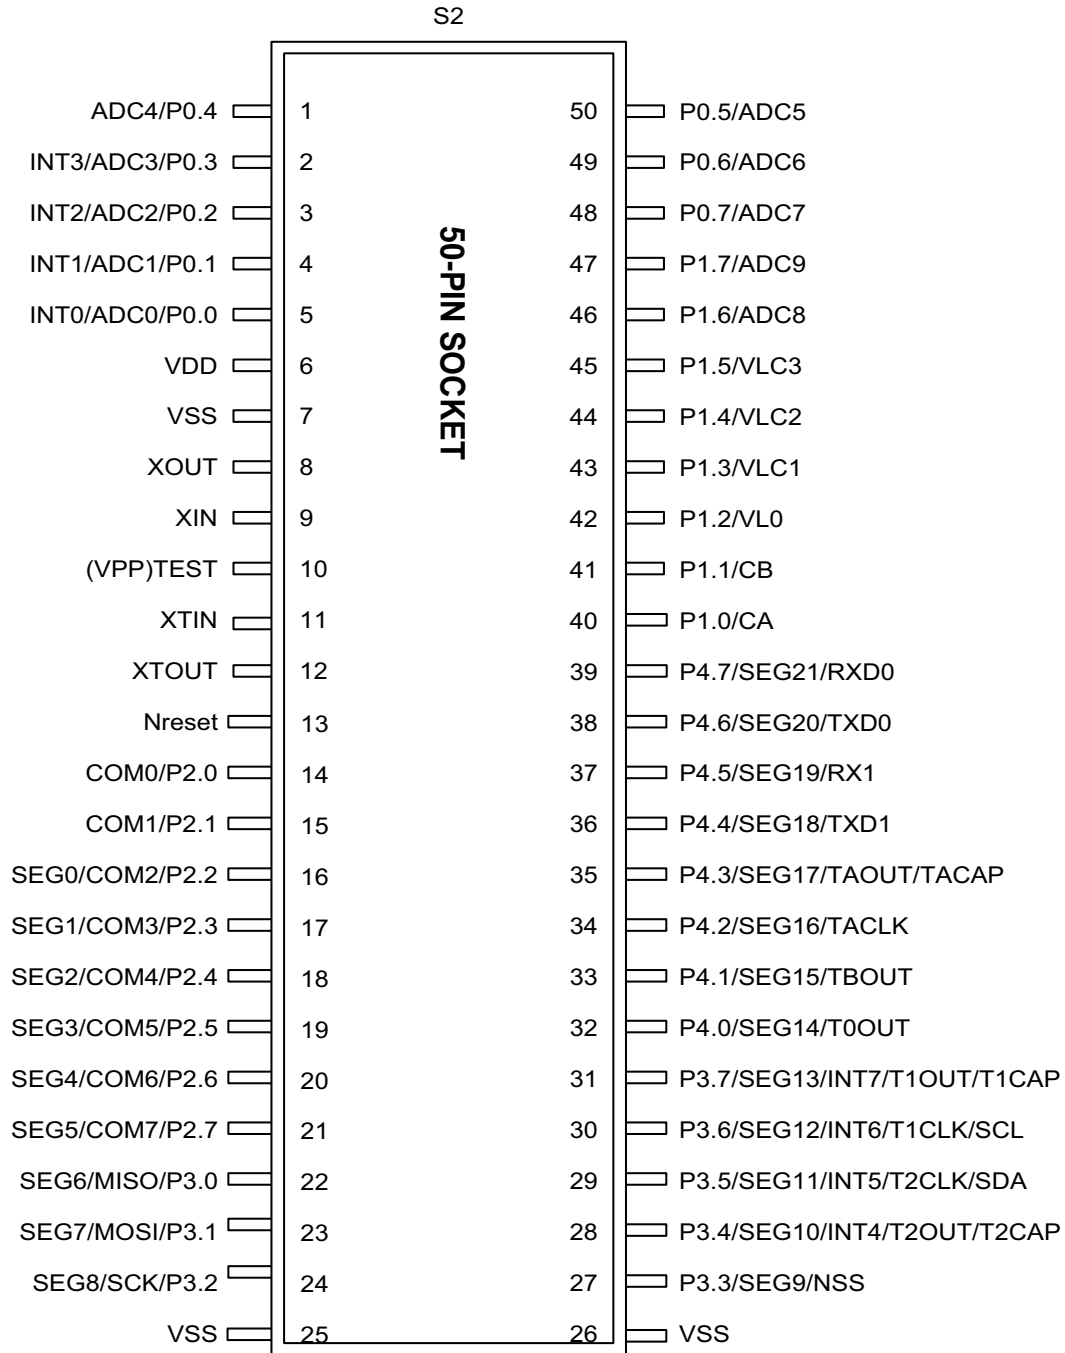 S2
ADC4/P0.4 1 50 P0.5/ADC5
INT3/ADC3/P0.3 2 49 P0.6/ADC6
INT2/ADC2/P0.2 3 48 P0.7/ADC7
INT1/ADC1/P0.1 4 47 P1.7/ADC9
INT0/ADC0/P0.0 5 46 P1.6/ADC8
VDD 6 45 P1.5/VLC3
VSS 7 44 P1.4/VLC2
XOUT 8 43 P1.3/VLC1
XIN 9 42 P1.2/VL0
(VPP)TEST 10 41 P1.1/CB
XTIN 11 40 P1.0/CA
XTOUT 12 39 P4.7/SEG21/RXD0
Nreset 13 38 P4.6/SEG20/TXD0
COM0/P2.0 14 37 P4.5/SEG19/RX1
COM1/P2.1 15 36 P4.4/SEG18/TXD1
SEG0/COM2/P2.2 16 35 P4.3/SEG17/TAOUT/TACAP
SEG1/COM3/P2.3 17 34 P4.2/SEG16/TACLK
SEG2/COM4/P2.4 18 33 P4.1/SEG15/TBOUT
SEG3/COM5/P2.5 19 32 P4.0/SEG14/T0OUT
SEG4/COM6/P2.6 20 31 P3.7/SEG13/INT7/T1OUT/T1CAP
SEG5/COM7/P2.7 21 30 P3.6/SEG12/INT6/T1CLK/SCL
SEG6/MISO/P3.0 22 29 P3.5/SEG11/INT5/T2CLK/SDA
SEG7/MOSI/P3.1 23 28 P3.4/SEG10/INT4/T2OUT/T2CAP
SEG8/SCK/P3.2 24 27 P3.3/SEG9/NSS
VSS 25 26 VSS
50-PIN SOCKET